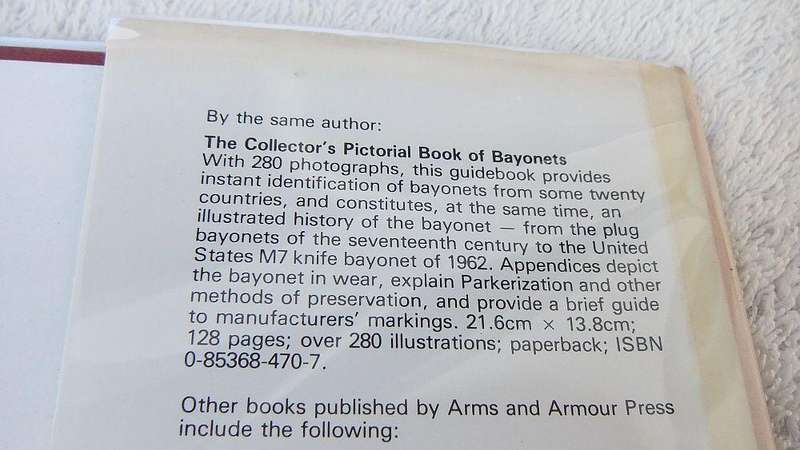 By the same author:
The Collector's Pictorial Book of Bayonets
With 280 photographs, this guidebook provides
instant identification of bayonets from some twenty
countries, and constitutes, at the same time, an
illustrated history of the bayonet — from the plug
bayonets of the seventeenth century to the United
States M7 knife bayonet of 1962. Appendices depict
the bayonet in wear, explain Parkerization and other
methods of preservation, and provide a brief guide
to manufacturers' markings. 21.6cm × 13.8cm;
128 pages; over 280 illustrations; paperback; ISBN
0-85368-470-7.
Other books published by Arms and Armour Press
include the following: